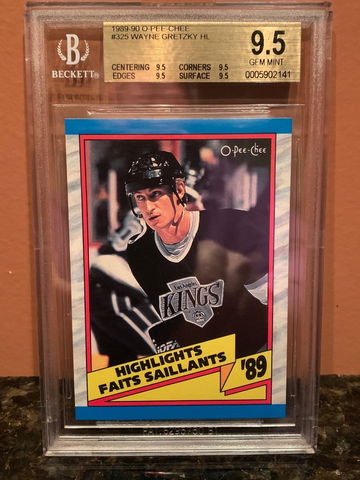 B
BECKETT
1989-90 O-PEE-CHEE
#325 WAYNE GRETZKY HL
CENTERING 9.5 CORNERS 9.5
EDGES 9.5 SURFACE 9.5
9.5
GEM MINT
0005902141
O-Pee-Chee
Los Angeles
KINGS
JOFA
HIGHLIGHTS
FAITS SAILLANTS
'89